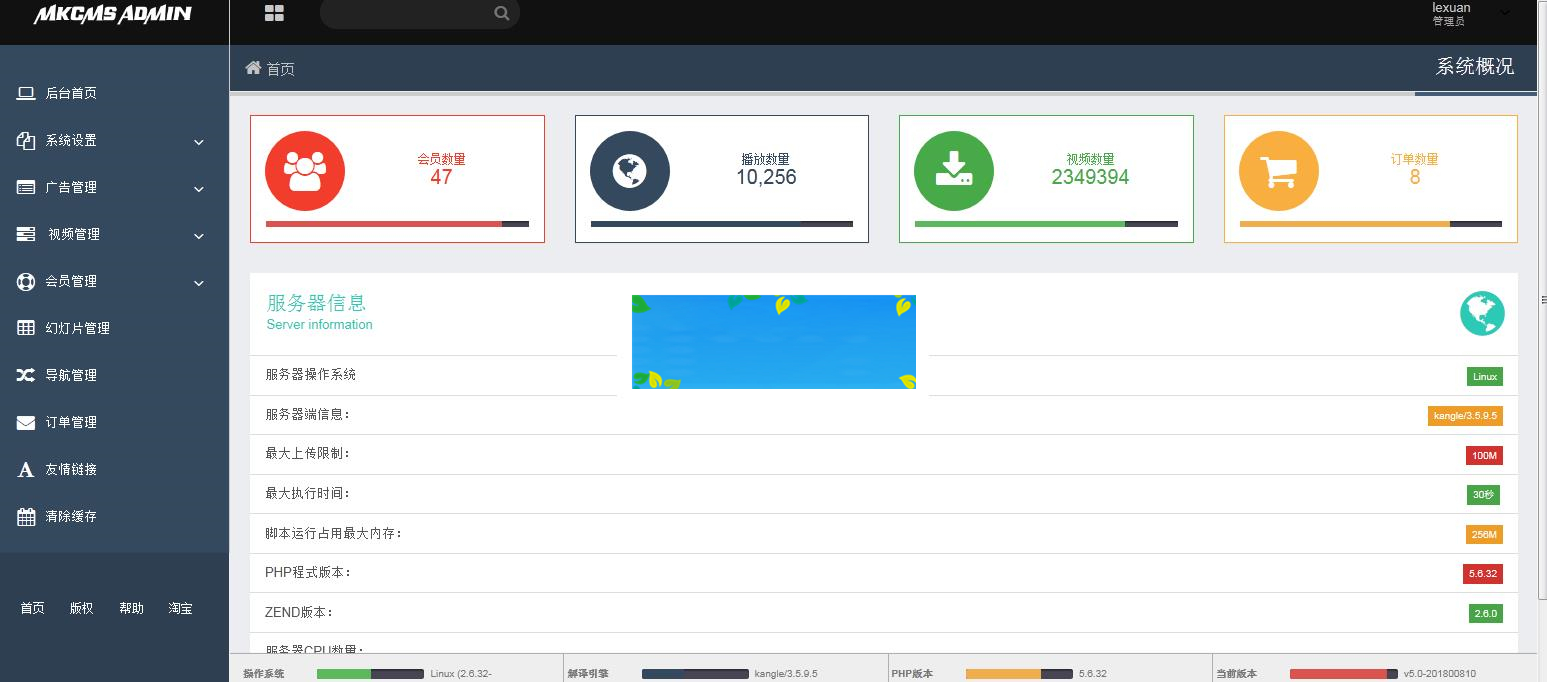 MKCMS ADMIN
lexuan
管理员
首页
系统概况
后台首页
系统设置
广告管理
视频管理
会员管理
幻灯片管理
导航管理
订单管理
A 友情链接
清除缓存
首页 版权 帮助 淘宝
会员数量
47
播放数量
10,256
视频数量
2349394
订单数量
8
服务器信息
Server information
服务器操作系统 Linux
服务器端信息: kangle/3.5.9.5
最大上传限制: 100M
最大执行时间: 30秒
脚本运行占用最大内存: 256M
PHP程式版本: 5.6.32
ZEND版本: 2.6.0
服务器CPU数量:
操作系统 Linux (2.6.32- 解译引擎 kangle/3.5.9.5 PHP版本 5.6.32 当前版本 v5.0-201800810